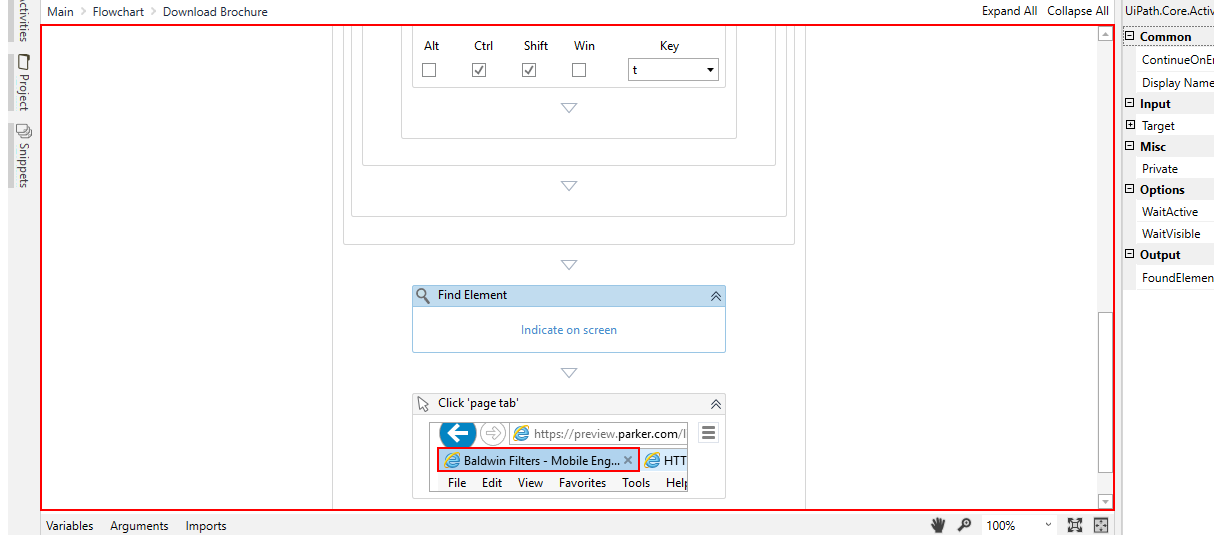 Main Flowchart Download Brochure
Expand All Collapse All
UiPath.Core.Activ
Project
Snippets
Alt Ctrl Shift Win Key
t
Find Element
Indicate on screen
Click 'page tab'
https://preview.parker.com/l
Baldwin Filters - Mobile Eng... HTT
File Edit View Favorites Tools Help
Common
ContinueOnEr
Display Name
Input
Target
Misc
Private
Options
WaitActive
WaitVisible
Output
FoundElemen
Variables Arguments Imports
100%